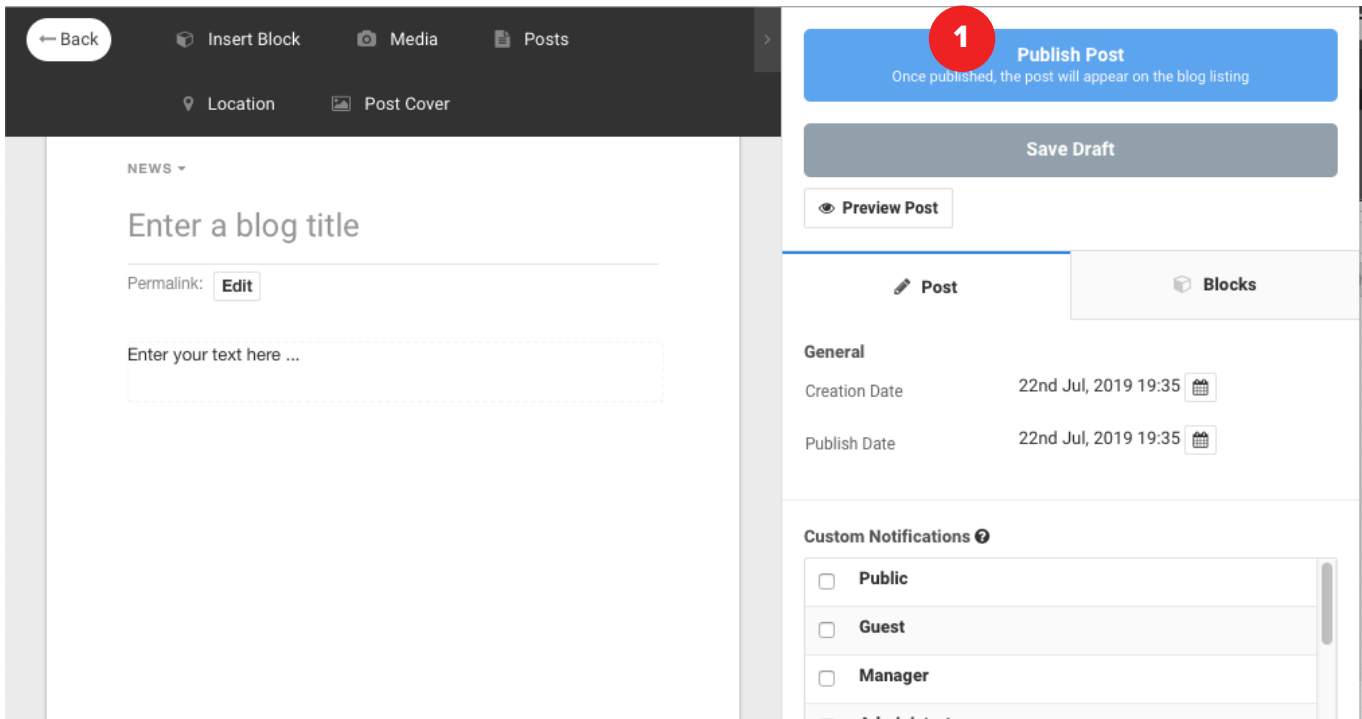 Back
Insert Block
Media
Posts
Location
Post Cover
NEWS
Enter a blog title
Permalink:
Edit
Enter your text here ...
1
Publish Post
Once published, the post will appear on the blog listing
Save Draft
Preview Post
Post
Blocks
General
Creation Date
22nd Jul, 2019 19:35
Publish Date
22nd Jul, 2019 19:35
Custom Notifications
Public
Guest
Manager